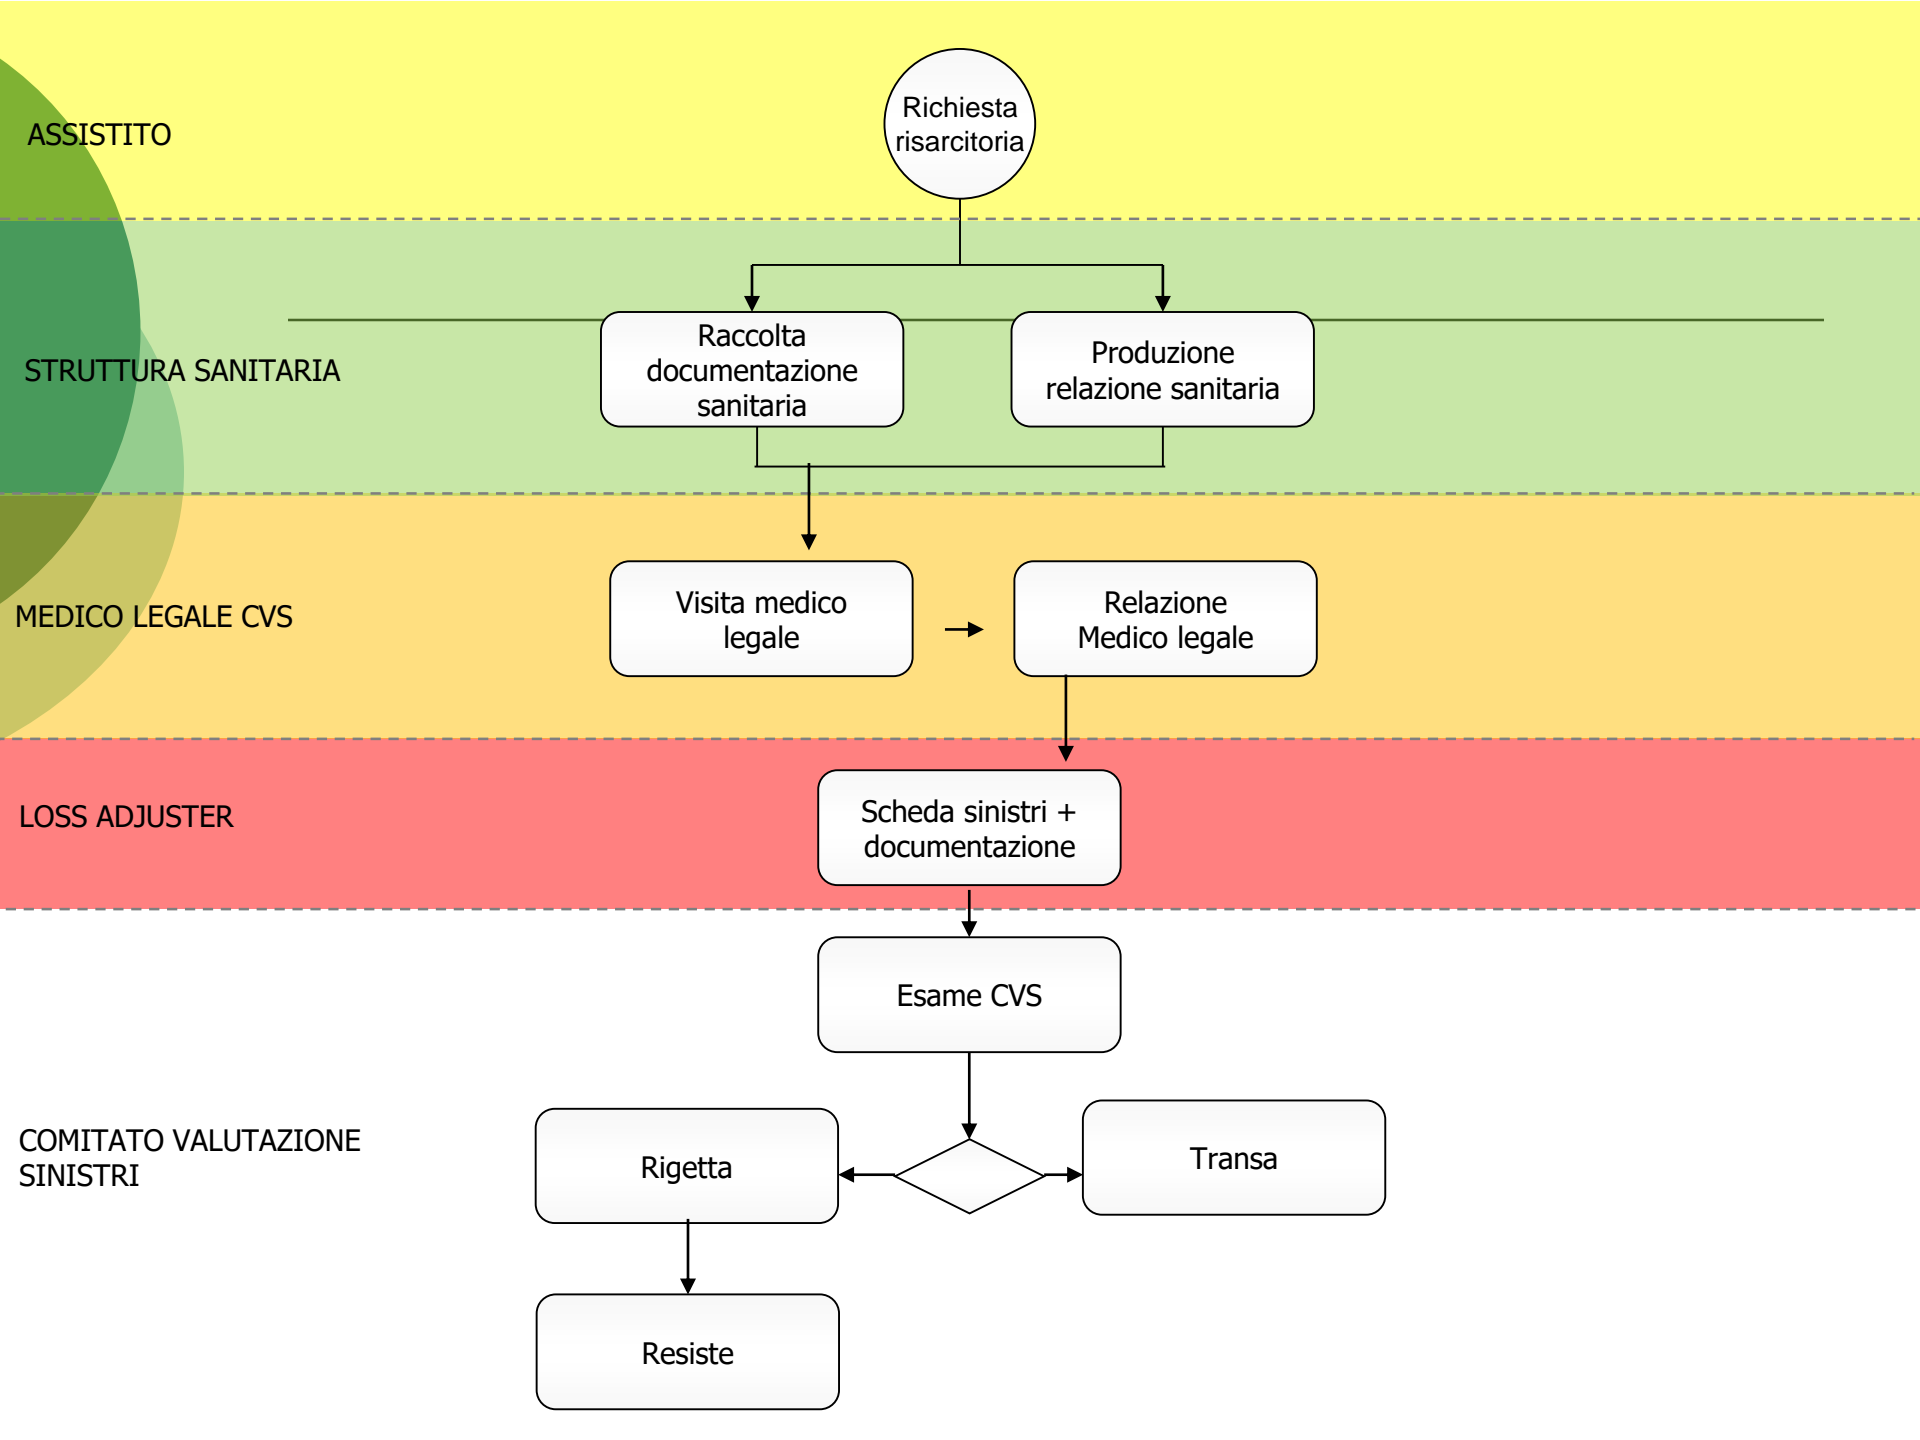 Richiesta
risarcitoria
ASSISTITO
Raccolta
documentazione
sanitaria
Produzione
relazione sanitaria
STRUTTURA SANITARIA
Visita medico
legale
Relazione
Medico legale
MEDICO LEGALE CVS
Scheda sinistri +
documentazione
LOSS ADJUSTER
Esame CVS
COMITATO VALUTAZIONE
SINISTRI
Rigetta
Transa
Resiste